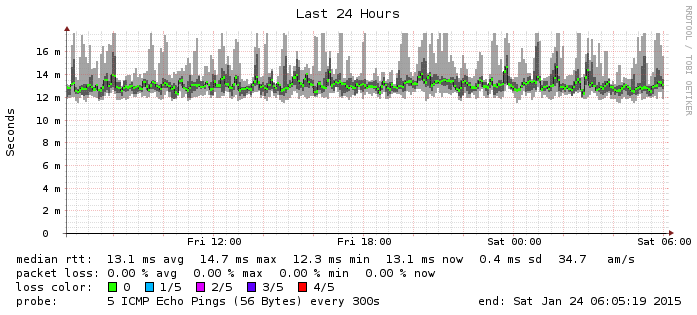 Last 24 Hours
RRDTOOL / TOBI OETIKER
Seconds
16 m
14 m
12 m
10 m
8 m
6 m
4 m
2 m
0
Fri 12:00 Fri 18:00 Sat 00:00 Sat 06:00
median rtt: 13.1 ms avg 14.7 ms max 12.3 ms min 13.1 ms now 0.4 ms sd 34.7 am/s
packet loss: 0.00 % avg 0.00 % max 0.00 % min 0.00 % now
loss color: 0 1/5 2/5 3/5 4/5
probe: 5 ICMP Echo Pings (56 Bytes) every 300s end: Sat Jan 24 06:05:19 2015